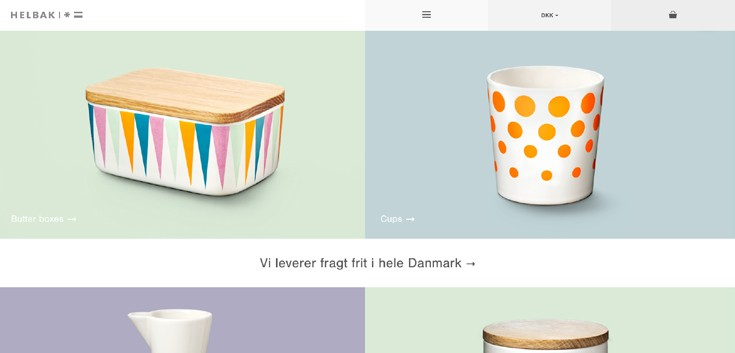 HELBAK
DKK
Butter boxes →
Cups →
Vi leverer fragt frit i hele Danmark →